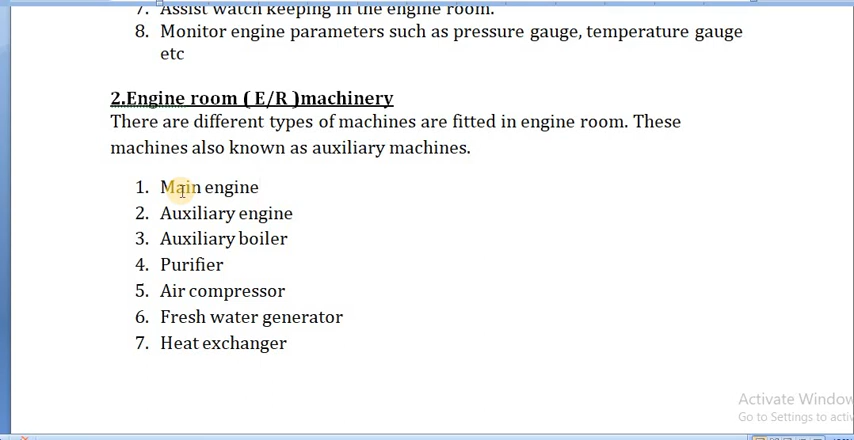 7. Assist watch keeping in the engine room.
8. Monitor engine parameters such as pressure gauge, temperature gauge
etc
2.Engine room ( E/R )machinery
There are different types of machines are fitted in engine room. These
machines also known as auxiliary machines.
1. Main engine
2. Auxiliary engine
3. Auxiliary boiler
4. Purifier
5. Air compressor
6. Fresh water generator
7. Heat exchanger
Activate Window
Go to Settings to activ